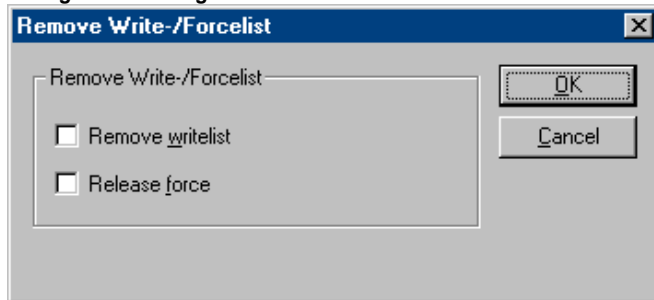 Remove Write-/Forcelist
Remove Write-/Forcelist
OK
Remove writelist
Cancel
Release force